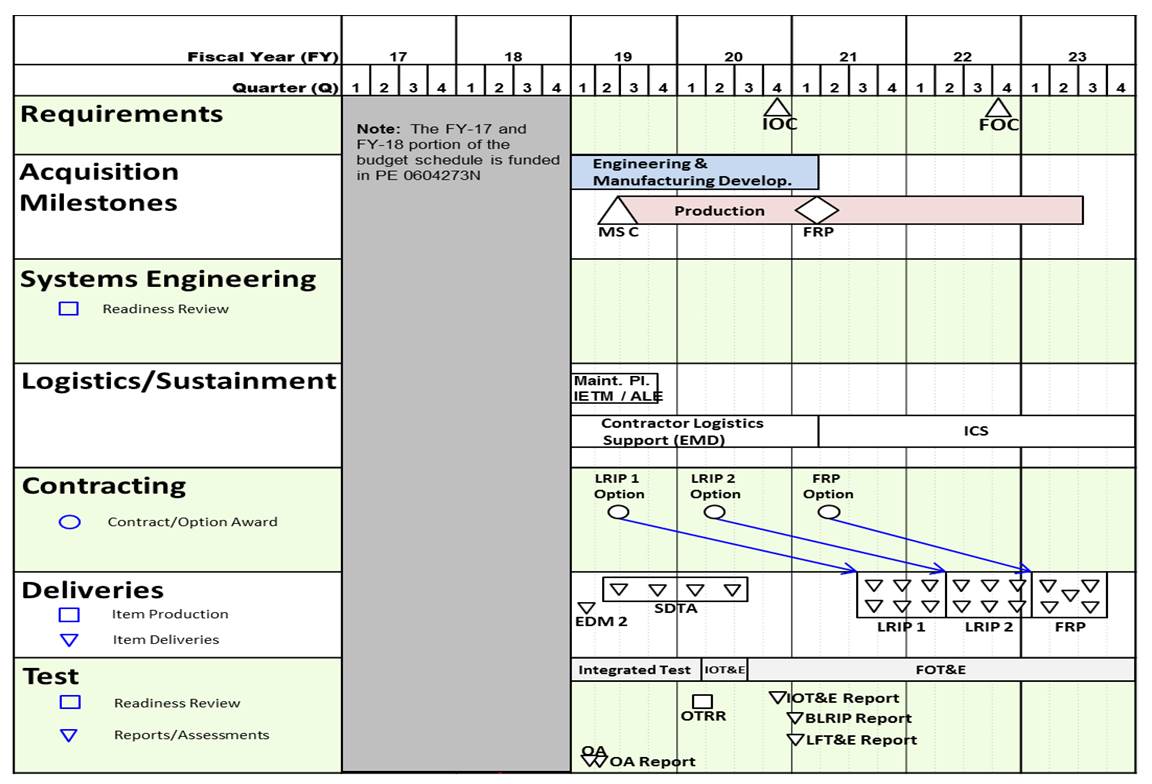 Fiscal Year (FY) 17 18 19 20 21 22 23
Quarter (Q) 1 2 3 4 1 2 3 4 1 2 3 4 1 2 3 4 1 2 3 4 1 2 3 4 1 2 3 4
Requirements
IOC
FOC
Note: The FY-17 and
FY-18 portion of the
budget schedule is funded
in PE 0604273N
Acquisition
Milestones
Engineering &
Manufacturing Develop.
Production
MS C
FRP
Systems Engineering
Readiness Review
Logistics/Sustainment
Maint. Pl.
IETM / ALE
Contractor Logistics
Support (EMD)
ICS
Contracting
Contract/Option Award
LRIP 1
Option
LRIP 2
Option
FRP
Option
Deliveries
Item Production
Item Deliveries
EDM 2
SDTA
LRIP 1
LRIP 2
FRP
Test
Readiness Review
Reports/Assessments
Integrated Test
IOT&E
FOT&E
OTRR
IOT&E Report
BLRIP Report
LFT&E Report
OA
OA Report